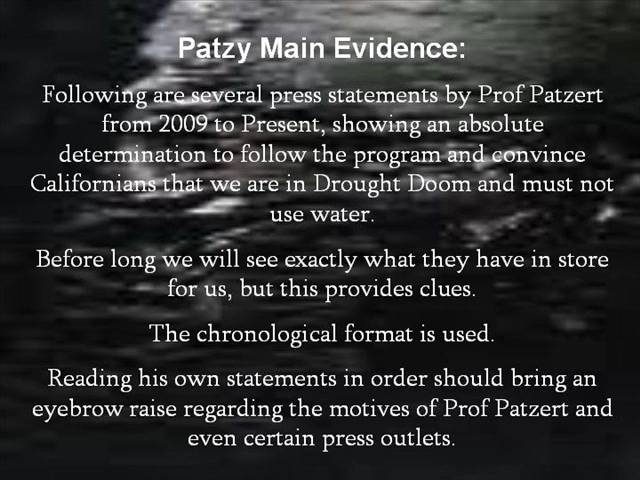 Patzy Main Evidence:
Following are several press statements by Prof Patzert
from 2009 to Present, showing an absolute
determination to follow the program and convince
Californians that we are in Drought Doom and must not
use water.
Before long we will see exactly what they have in store
for us, but this provides clues.
The chronological format is used.
Reading his own statements in order should bring an
eyebrow raise regarding the motives of Prof Patzert and
even certain press outlets.